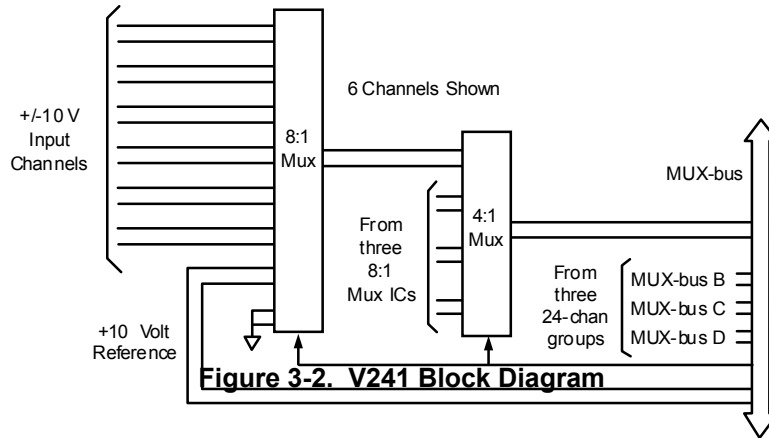 +/-10 V
Input
Channels
8:1
Mux
6 Channels Shown
From
three
8:1
Mux ICs
4:1
Mux
MUX-bus
From
three
24-chan
groups
MUX-bus B
MUX-bus C
MUX-bus D
+10 Volt
Reference
Figure 3-2. V241 Block Diagram